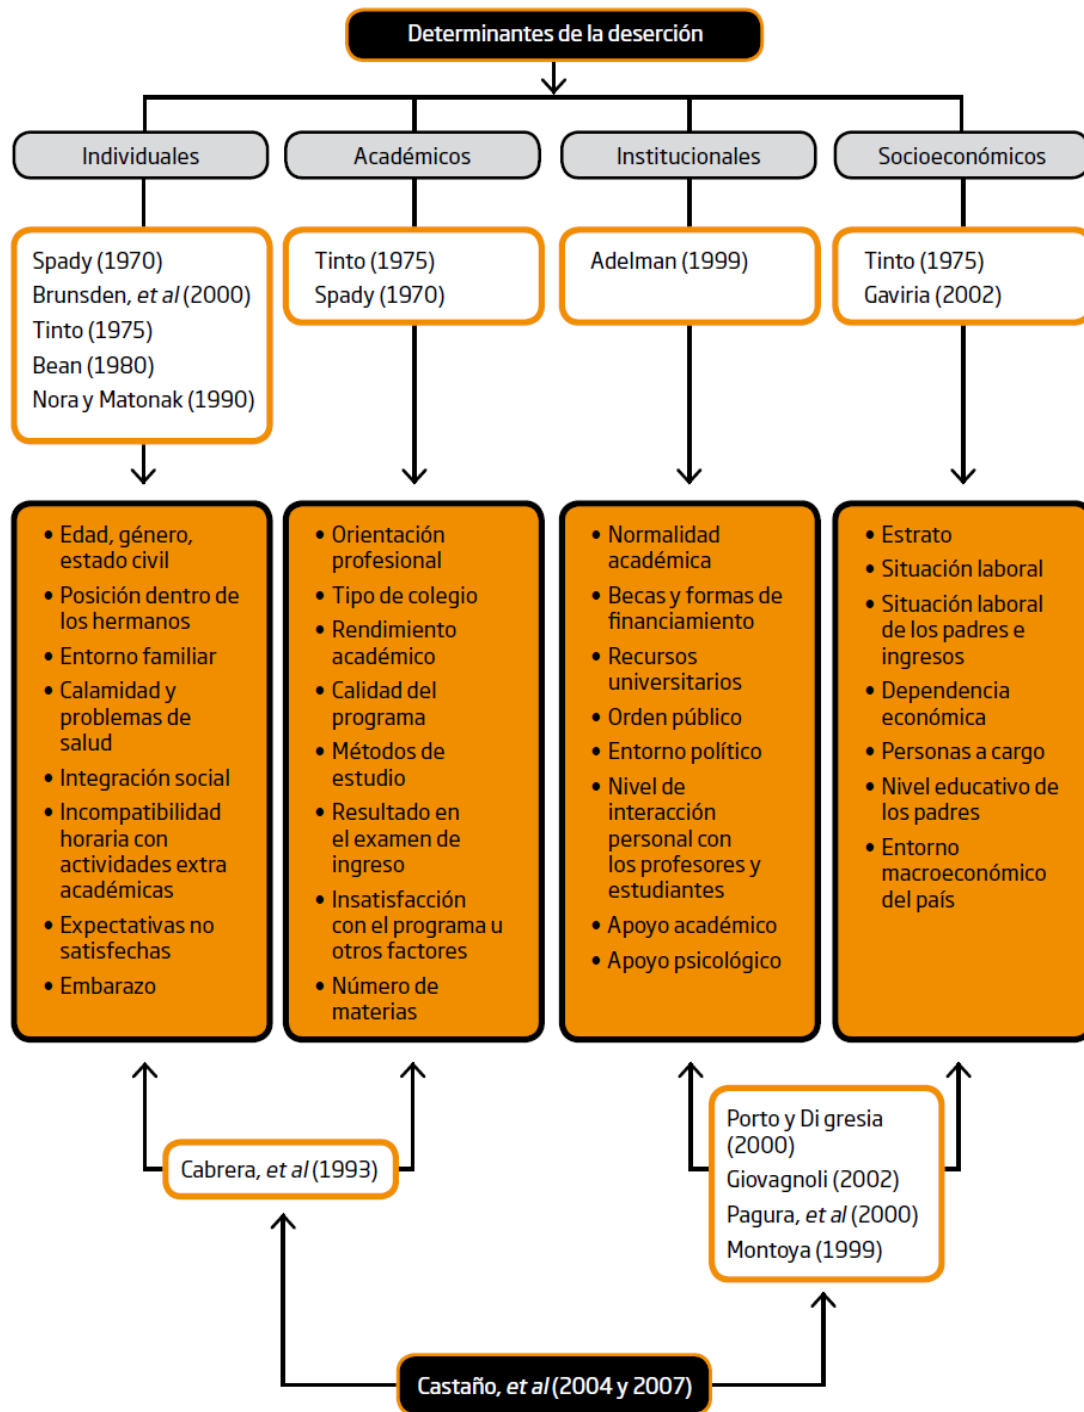 Determinantes de la deserción
Individuales
Académicos
Institucionales
Socioeconómicos
Spady (1970)
Brunsden, et al (2000)
Tinto (1975)
Bean (1980)
Nora y Matonak (1990)
Tinto (1975)
Spady (1970)
Adelman (1999)
Tinto (1975)
Gaviria (2002)
• Edad, género,
estado civil
• Posición dentro de
los hermanos
• Entorno familiar
• Calamidad y
problemas de
salud
• Integración social
• Incompatibilidad
horaria con
actividades extra
académicas
• Expectativas no
satisfechas
• Embarazo
• Orientación
profesional
• Tipo de colegio
• Rendimiento
académico
• Calidad del
programa
• Métodos de
estudio
• Resultado en
el examen de
ingreso
• Insatisfacción
con el programa u
otros factores
• Número de
materias
• Normalidad
académica
• Becas y formas de
financiamiento
• Recursos
universitarios
• Orden público
• Entorno político
• Nivel de
interacción
personal con
los profesores y
estudiantes
• Apoyo académico
• Apoyo psicológico
• Estrato
• Situación laboral
• Situación laboral
de los padres e
ingresos
• Dependencia
económica
• Personas a cargo
• Nivel educativo de
los padres
• Entorno
macroeconómico
del país
Cabrera, et al (1993)
Porto y Di gresia
(2000)
Giovagnoli (2002)
Pagura, et al (2000)
Montoya (1999)
Castaño, et al (2004 y 2007)